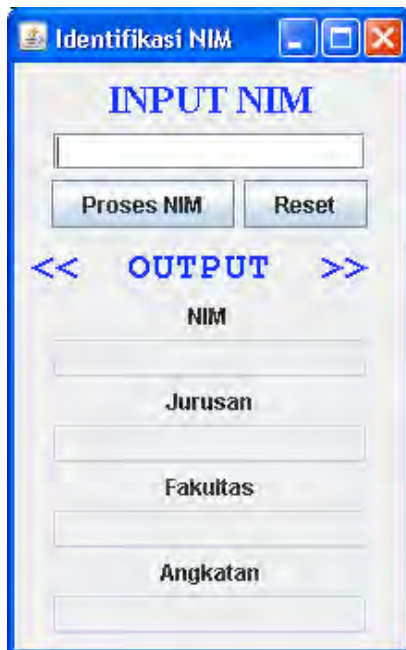 Identifikasi NIM
INPUT NIM
Proses NIM Reset
<< OUTPUT >>
NIM
Jurusan
Fakultas
Angkatan